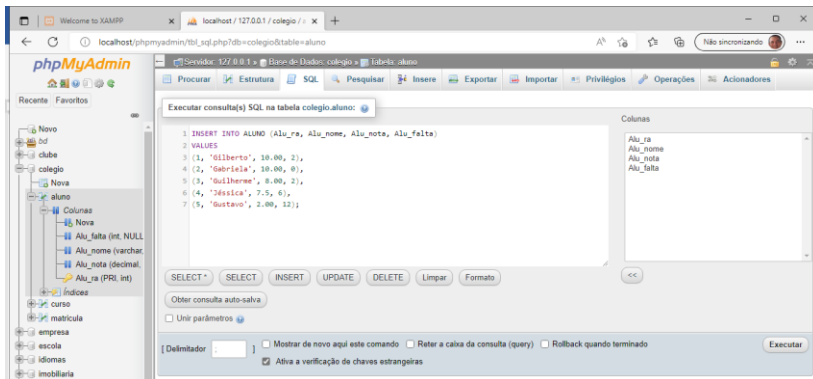 Welcome to XAMPP
localhost / 127.0.0.1 / colegio /
localhost/phpmyadmin/tbl_sql.php?db=colegio&table=aluno
Não sincronizando
phpMyAdmin
Recente Favoritos
Novo
bd
clube
colegio
Nova
aluno
Colunas
Nova
Alu_falta (int, NULL
Alu_nome (varchar,
Alu_nota (decimal,
Alu_ra (PRI, int)
Índices
curso
matricula
empresa
escola
idiomas
imobiliaria
Servidor: 127.0.0.1 » Base de Dados: colegio » Tabela: aluno
Procurar Estrutura SQL Pesquisar Insere Exportar Importar Privilégios Operações Acionadores
Executar consulta(s) SQL na tabela colegio.aluno:
1 INSERT INTO ALUNO (Alu_ra, Alu_nome, Alu_nota, Alu_falta)
2 VALUES
3 (1, 'Gilberto', 10.00, 2),
4 (2, 'Gabriela', 10.00, 0),
5 (3, 'Guilherme', 8.00, 2),
6 (4, 'Jéssica', 7.5, 6),
7 (5, 'Gustavo', 2.00, 12);
Colunas
Alu_ra
Alu_nome
Alu_nota
Alu_falta
SELECT * SELECT INSERT UPDATE DELETE Limpar Formato
<<
Obter consulta auto-salva
Unir parâmetros
[ Delimitador ; ] Mostrar de novo aqui este comando Reter a caixa da consulta (query) Rollback quando terminado
Ativa a verificação de chaves estrangeiras
Executar